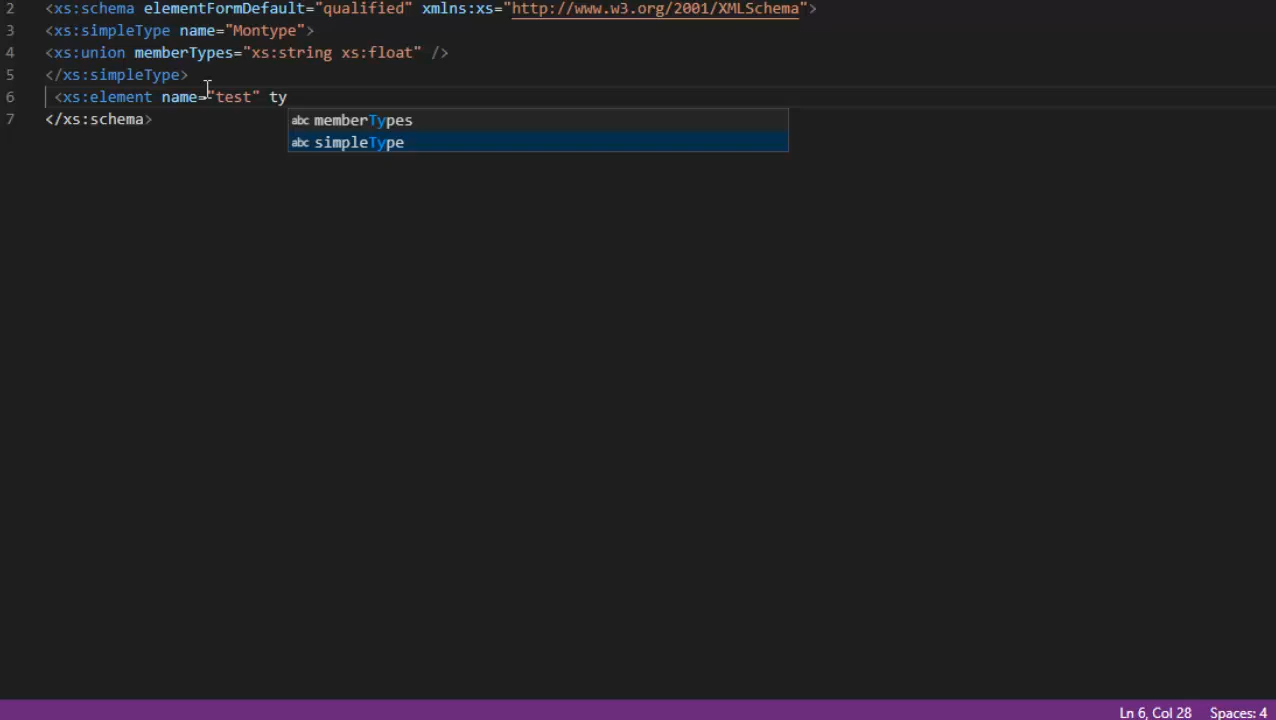 2 <xs:schema elementFormDefault="qualified" xmlns:xs="http://www.w3.org/2001/XMLSchema">
3 <xs:simpleType name="Montype">
4 <xs:union memberTypes="xs:string xs:float" />
5 </xs:simpleType>
6 <xs:element name="test" ty
7 </xs:schema>
abc memberTypes
abc simpleType
Ln 6, Col 28 Spaces: 4